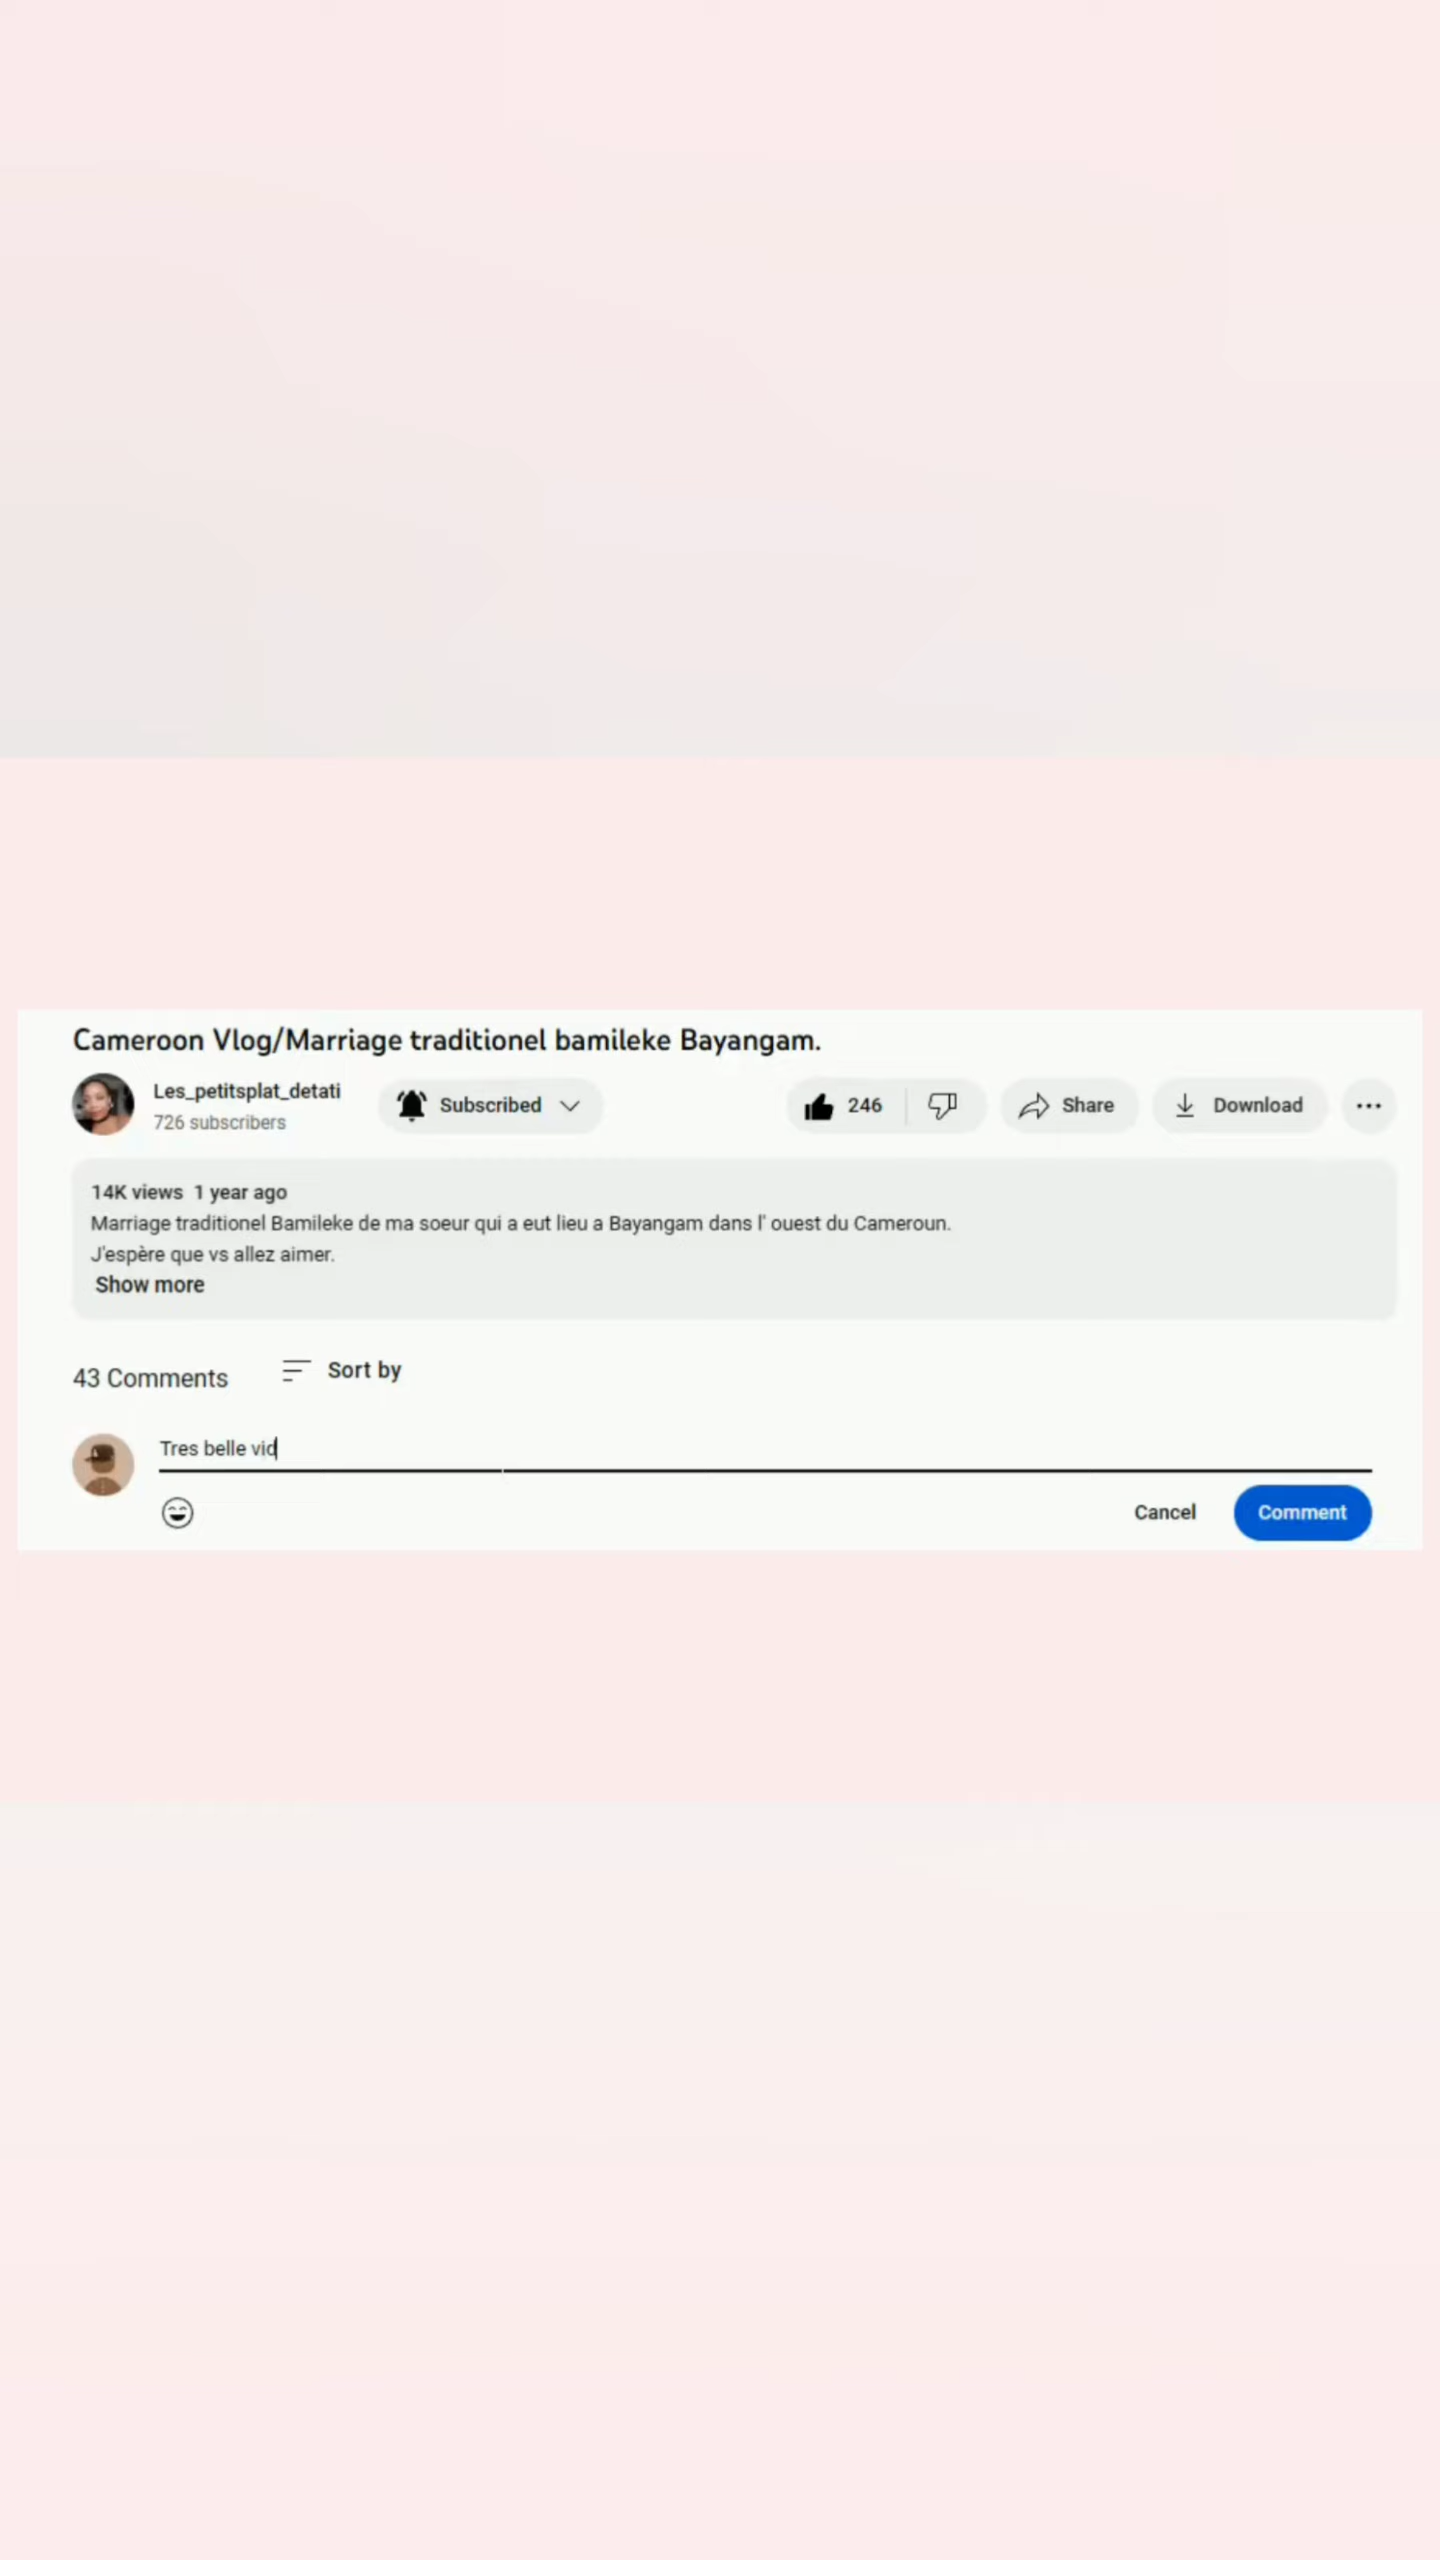 Cameroon Vlog/Marriage traditionel bamileke Bayangam.
Les_petitsplat_detati
726 subscribers
Subscribed
246
Share
Download
14K views 1 year ago
Marriage traditionel Bamileke de ma soeur qui a eut lieu a Bayangam dans l' ouest du Cameroun.
J'espère que vs allez aimer.
Show more
43 Comments
Sort by
Tres belle vid
Cancel
Comment